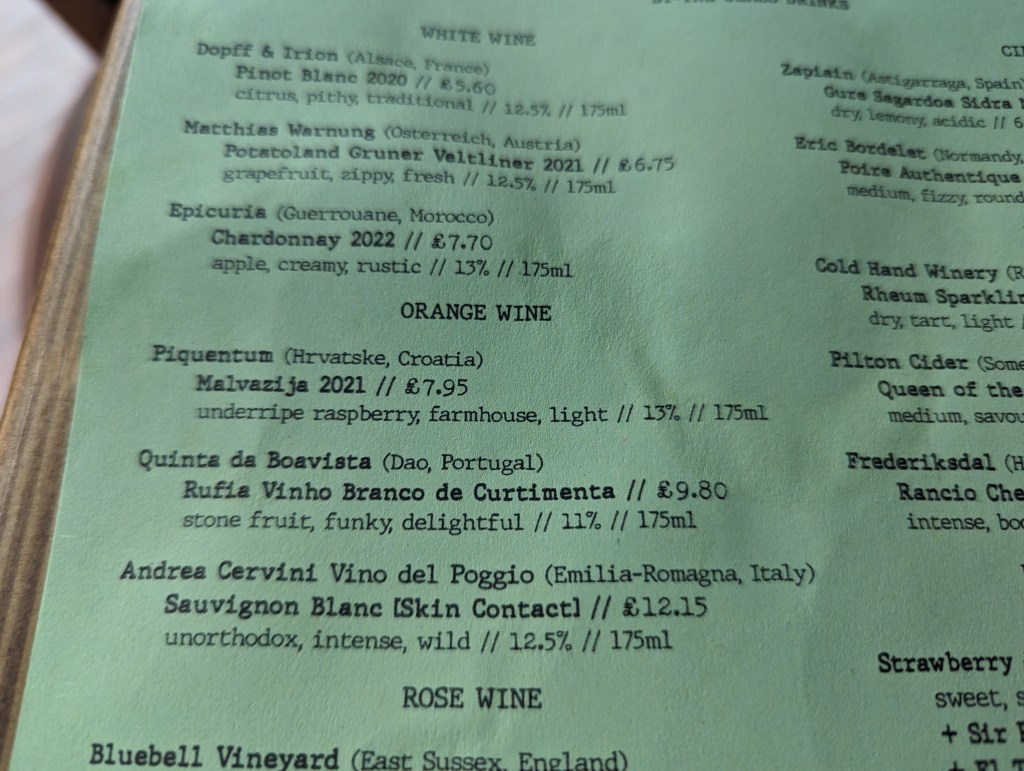 DRINKS
WHITE WINE
Dopff & Irion (Alsace, France)
Pinot Blanc 2020 // £5.60
citrus, pithy, traditional // 12.5% // 175ml
Matthias Warnung (Osterreich, Austria)
Potatoland Gruner Veltliner 2021 // £6.75
grapefruit, zippy, fresh // 12.5% // 175ml
Epicuria (Guerrouane, Morocco)
Chardonnay 2022 // £7.70
apple, creamy, rustic // 13% // 175ml
ORANGE WINE
Piquentum (Hrvatske, Croatia)
Malvazija 2021 // £7.95
underripe raspberry, farmhouse, light // 13% // 175ml
Quinta da Boavista (Dao, Portugal)
Rufia Vinho Branco de Curtimenta // £9.80
stone fruit, funky, delightful // 11% // 175ml
Andrea Cervini Vino del Poggio (Emilia-Romagna, Italy)
Sauvignon Blanc [Skin Contact] // £12.15
unorthodox, intense, wild // 12.5% // 175ml
ROSE WINE
Bluebell Vineyard (East Sussex, England)
CI
Zapiain (Astigarraga, Spain)
Gure Sagardoa Sidra
dry, lemony, acidic // 6
Eric Bordelet (Normandy,
Poire Authentique
medium, fizzy, round
Cold Hand Winery (R
Rheum Sparklin
dry, tart, light /
Pilton Cider (Some
Queen of the
medium, savou
Frederiksdal (H
Rancio Che
intense, bo
Strawberry
sweet, s
+ Sir
+ El T